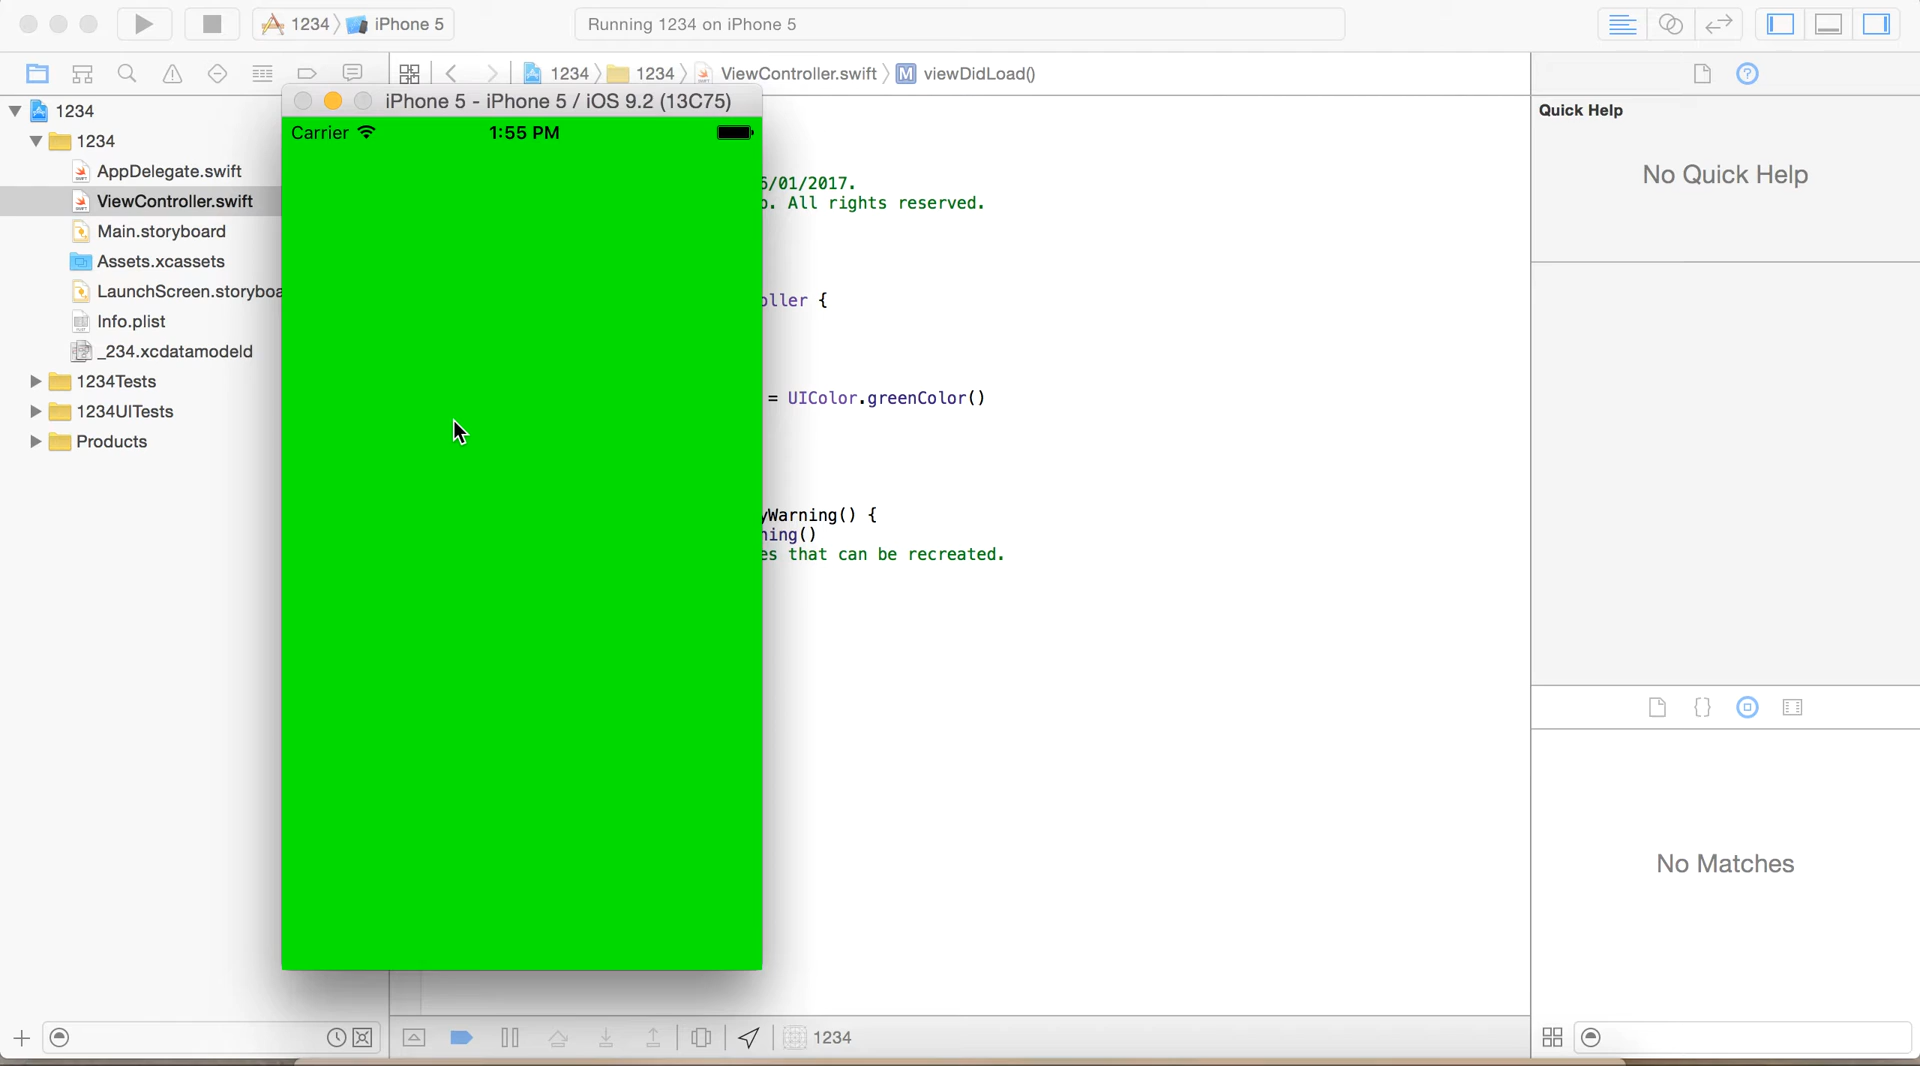 1234 iPhone 5
Running 1234 on iPhone 5
1234 1234 ViewController.swift M viewDidLoad()
1234
1234
AppDelegate.swift
ViewController.swift
Main.storyboard
Assets.xcassets
LaunchScreen.storyboa
Info.plist
_234.xcdatamodeld
1234Tests
1234UITests
Products
iPhone 5 - iPhone 5 / iOS 9.2 (13C75)
Carrier 1:55 PM
6/01/2017.
. All rights reserved.
oller {
= UIColor.greenColor()
yWarning() {
ning()
es that can be recreated.
1234
Quick Help
No Quick Help
{}
No Matches